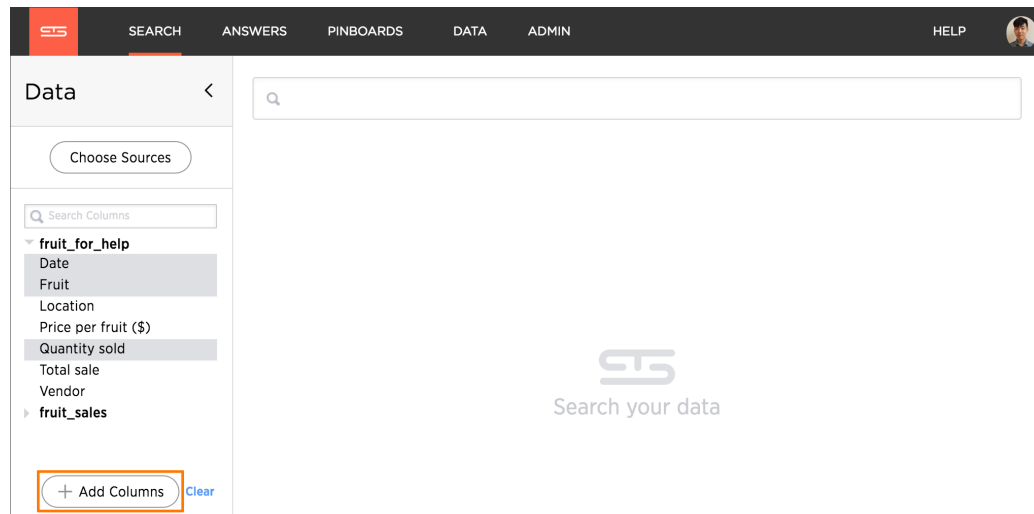 SEARCH ANSWERS PINBOARDS DATA ADMIN HELP
Data
Choose Sources
Search Columns
fruit_for_help
Date
Fruit
Location
Price per fruit ($)
Quantity sold
Total sale
Vendor
fruit_sales
Add Columns Clear
Search your data